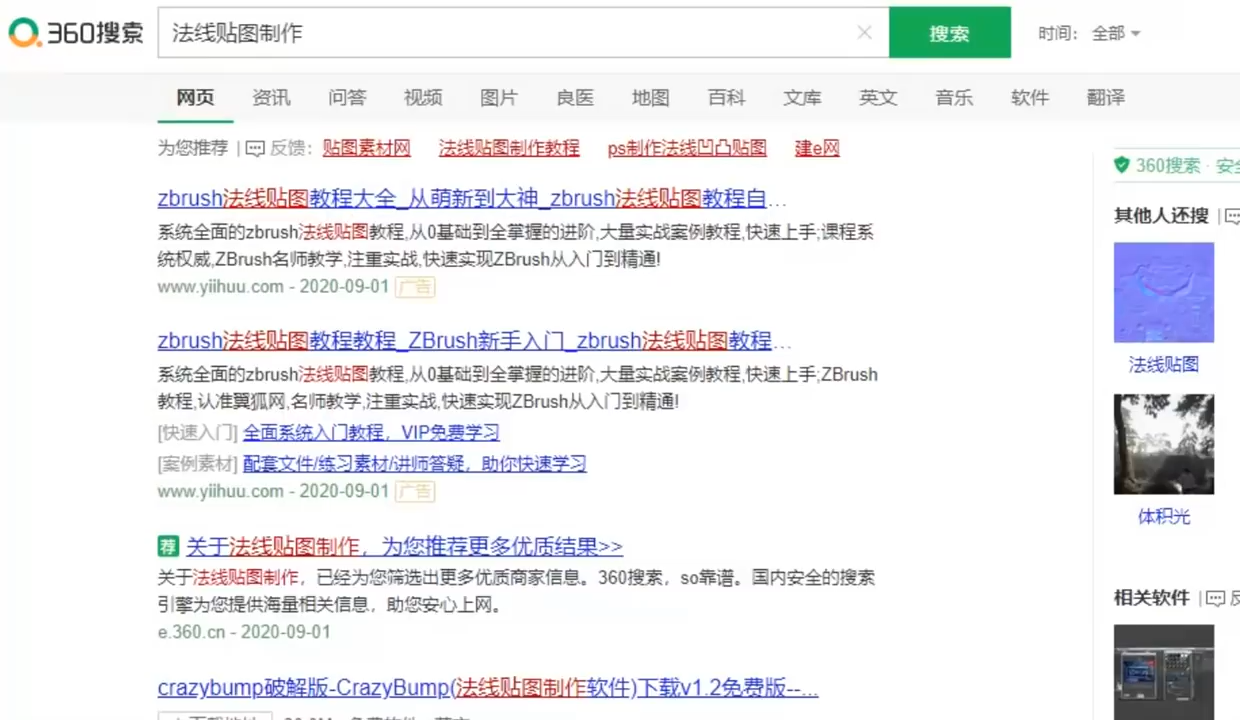 360搜索 法线贴图制作 搜索 时间: 全部
网页 资讯 问答 视频 图片 良医 地图 百科 文库 英文 音乐 软件 翻译
为您推荐 反馈: 贴图素材网 法线贴图制作教程 ps制作法线凹凸贴图 建e网
zbrush法线贴图教程大全_从萌新到大神_zbrush法线贴图教程自...
系统全面的zbrush法线贴图教程,从0基础到全掌握的进阶,大量实战案例教程,快速上手;课程系
统权威,ZBrush名师教学,注重实战,快速实现ZBrush从入门到精通!
www.yiihuu.com - 2020-09-01 广告
zbrush法线贴图教程教程_ZBrush新手入门_zbrush法线贴图教程...
系统全面的zbrush法线贴图教程,从0基础到全掌握的进阶,大量实战案例教程,快速上手;ZBrush
教程,认准翼狐网,名师教学,注重实战,快速实现ZBrush从入门到精通!
[快速入门] 全面系统入门教程，VIP免费学习
[案例素材] 配套文件/练习素材/讲师答疑，助你快速学习
www.yiihuu.com - 2020-09-01 广告
荐 关于法线贴图制作，为您推荐更多优质结果>>
关于法线贴图制作，已经为您筛选出更多优质商家信息。360搜索，so靠谱。国内安全的搜索
引擎为您提供海量相关信息，助您安心上网。
e.360.cn - 2020-09-01
crazybump破解版-CrazyBump(法线贴图制作软件)下载v1.2免费版--...
360搜索 · 安全
其他人还搜
法线贴图
体积光
相关软件